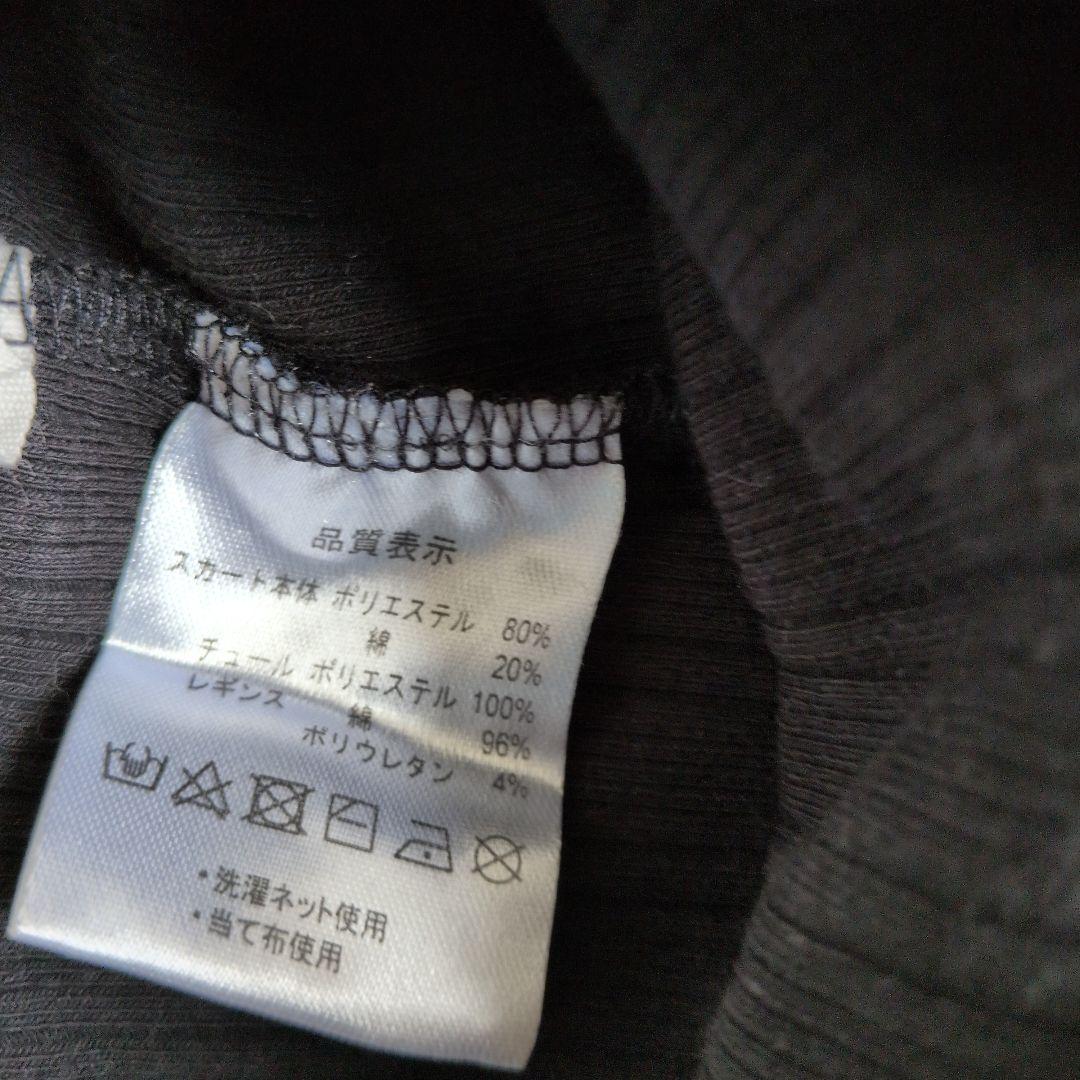 品質表示
スカート本体 ポリエステル 80%
綿 20%
チュール ポリエステル 100%
レギンス 綿 96%
ポリウレタン 4%
・洗濯ネット使用
・当て布使用